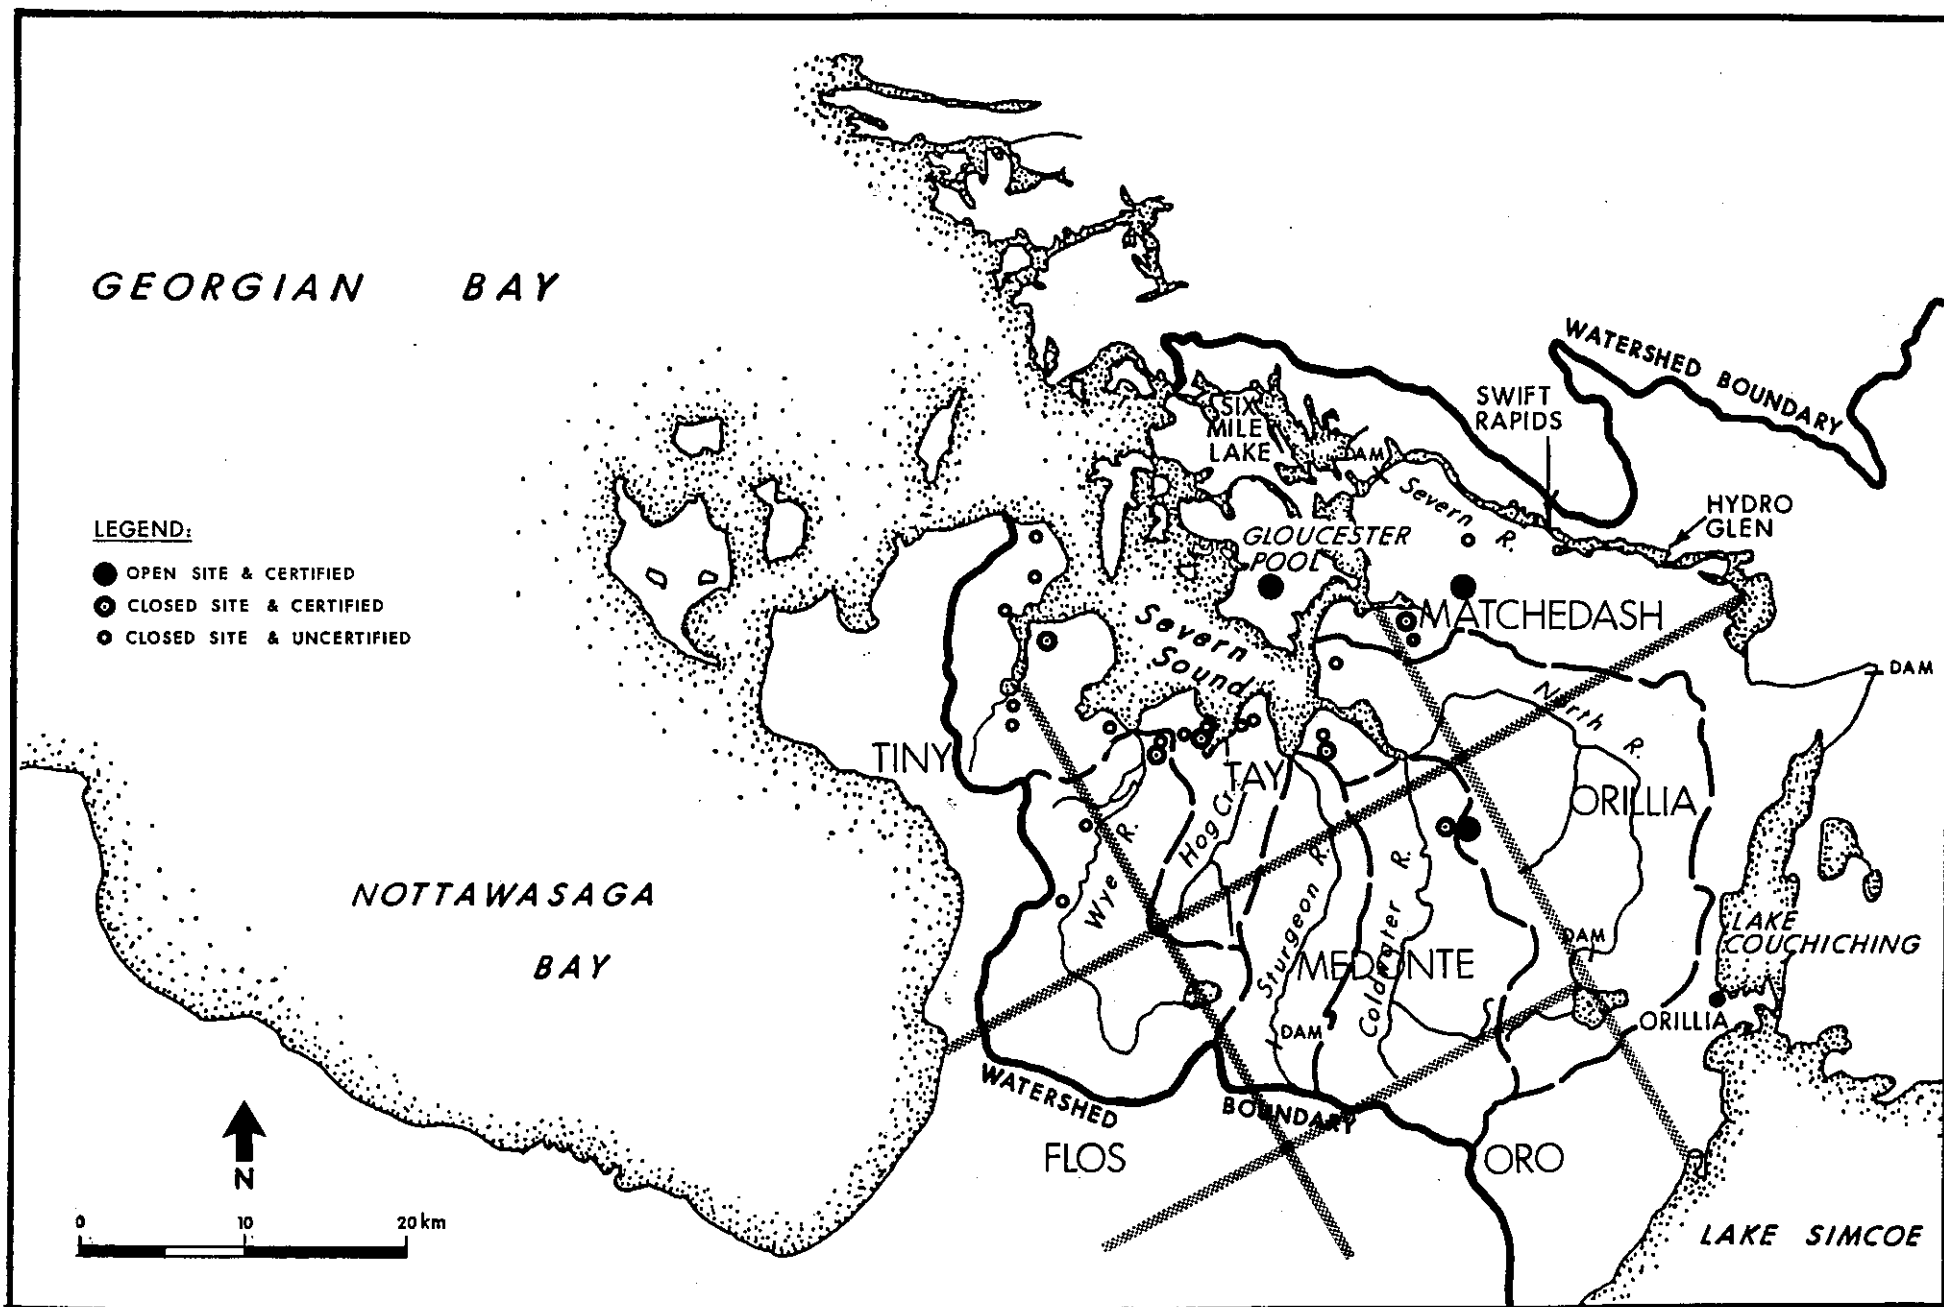 GEORGIAN BAY
WATERSHED BOUNDARY
SWIFT
RAPIDS
SIX
MILE
LAKE
DAM
Severn R.
HYDRO
GLEN
GLOUCESTER
POOL
LEGEND:
OPEN SITE & CERTIFIED
CLOSED SITE & CERTIFIED
CLOSED SITE & UNCERTIFIED
MATCHEDASH
Severn
Sound
DAM
North R.
TINY
TAY
ORILLIA
Hog Cr.
Wye R.
Sturgeon R.
Coldwater R.
NOTTAWASAGA
BAY
MEDONTE
DAM
LAKE
COUCHICHING
DAM
ORILLIA
WATERSHED BOUNDARY
FLOS
ORO
N
0 10 20 km
LAKE SIMCOE